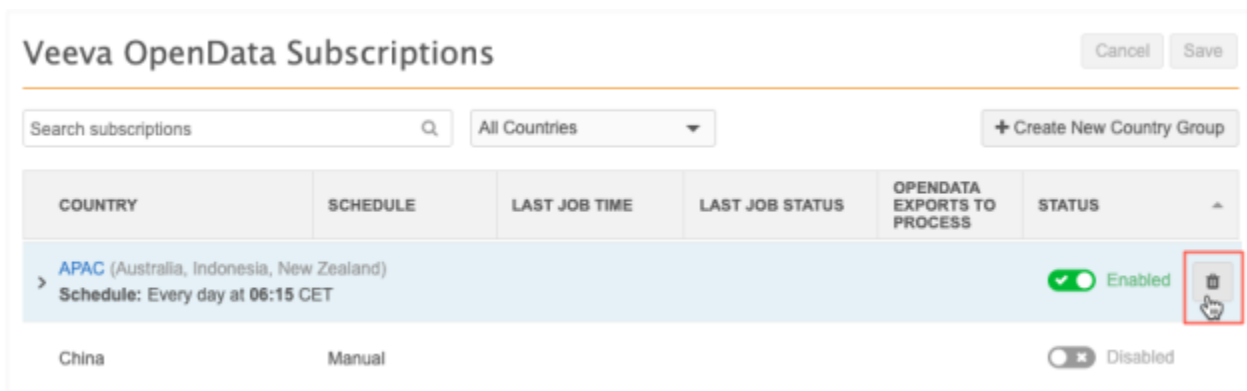 Veeva OpenData Subscriptions
Cancel
Save
Search subscriptions
All Countries
+ Create New Country Group
COUNTRY
SCHEDULE
LAST JOB TIME
LAST JOB STATUS
OPENDATA
EXPORTS TO
PROCESS
STATUS
APAC (Australia, Indonesia, New Zealand)
Schedule: Every day at 06:15 CET
Enabled
China
Manual
Disabled